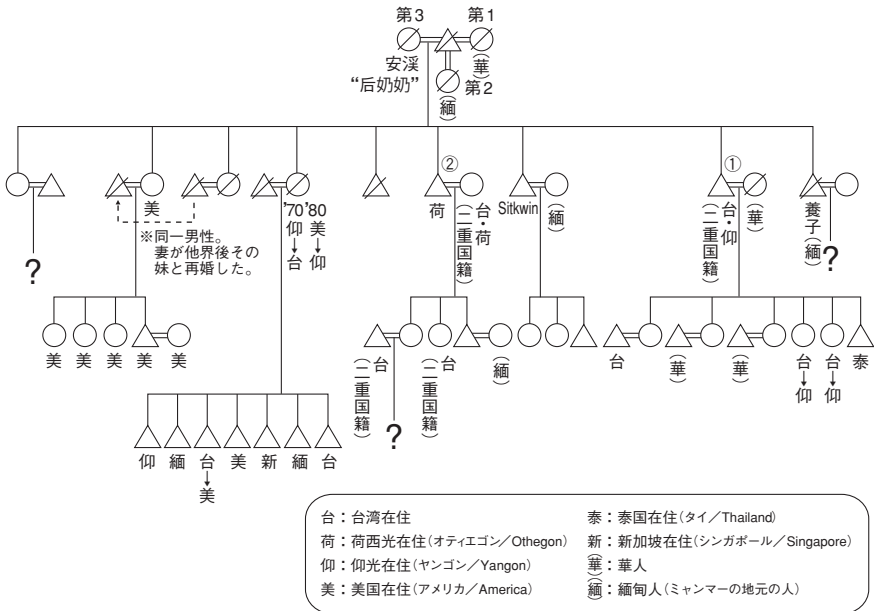 第3
第1
安渓
“后奶奶”
(華)
第2
(緬)
②
①
美
※同一男性。
妻が他界後その
妹と再婚した。
’70 仰→台
’80 美→仰
荷
台・荷
(二重国籍)
Sitkwin
(緬)
台・仰
(二重国籍)
(華)
養子(緬)
?
?
美 美 美 美 美
台
(二重国籍)
台
(二重国籍)
(緬)
台
(華)
(華)
台→仰
台→仰
泰
?
仰 緬 台→美 美 新 緬 台
台：台湾在住
荷：荷西光在住(オティエゴン／Othegon)
仰：仰光在住(ヤンゴン／Yangon)
美：美国在住(アメリカ／America)
泰：泰国在住(タイ／Thailand)
新：新加坡在住(シンガポール／Singapore)
(華)：華人
(緬)：緬甸人(ミャンマーの地元の人)